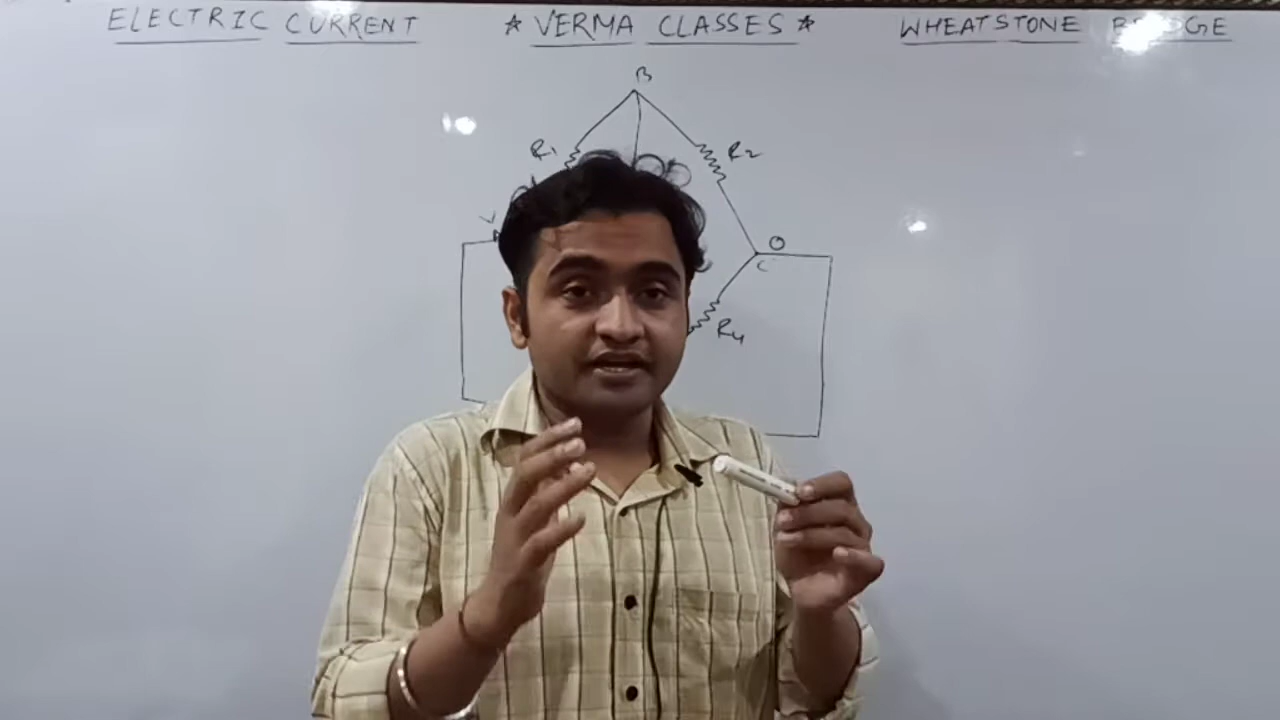 ELECTRIC CURRENT ★ VERMA CLASSES ★ WHEATSTONE
B
R1 R2
V O
C
R4